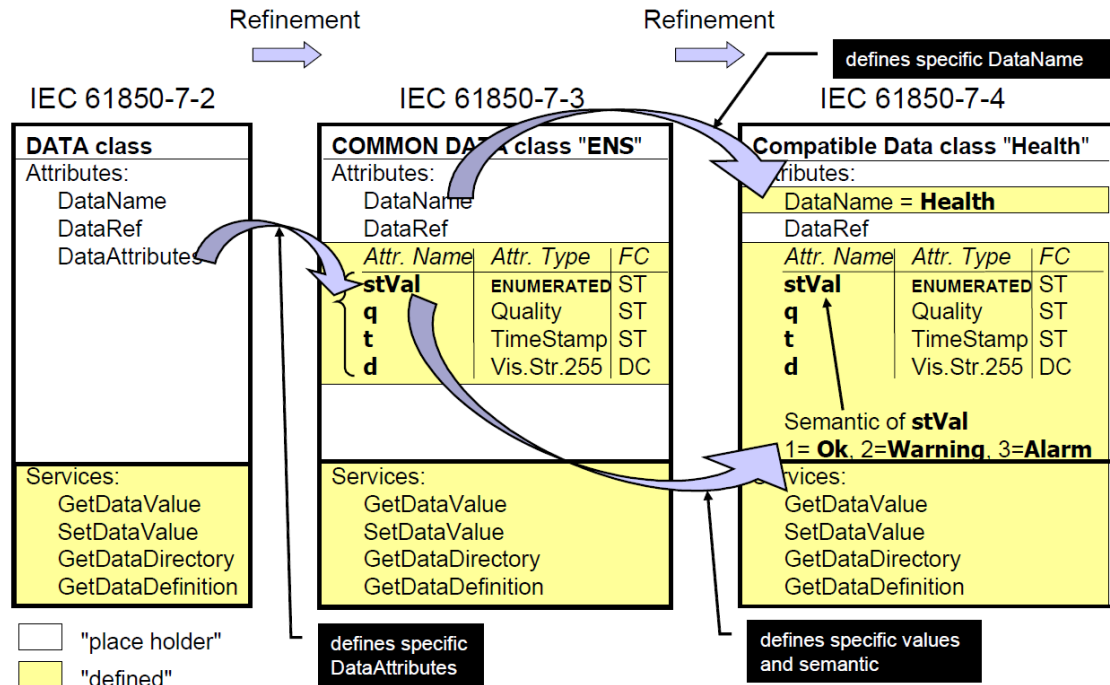 Refinement
Refinement
defines specific DataName
IEC 61850-7-2
IEC 61850-7-3
IEC 61850-7-4
DATA class
Attributes:
DataName
DataRef
DataAttributes
Services:
GetDataValue
SetDataValue
GetDataDirectory
GetDataDefinition
COMMON DATA class "ENS"
Attributes:
DataName
DataRef
Attr. Name Attr. Type FC
stVal ENUMERATED ST
q Quality ST
t TimeStamp ST
d Vis.Str.255 DC
Services:
GetDataValue
SetDataValue
GetDataDirectory
GetDataDefinition
Compatible Data class "Health"
Attributes:
DataName = Health
DataRef
Attr. Name Attr. Type FC
stVal ENUMERATED ST
q Quality ST
t TimeStamp ST
d Vis.Str.255 DC
Semantic of stVal
1= Ok, 2=Warning, 3=Alarm
Services:
GetDataValue
SetDataValue
GetDataDirectory
GetDataDefinition
"place holder"
"defined"
defines specific
DataAttributes
defines specific values
and semantic